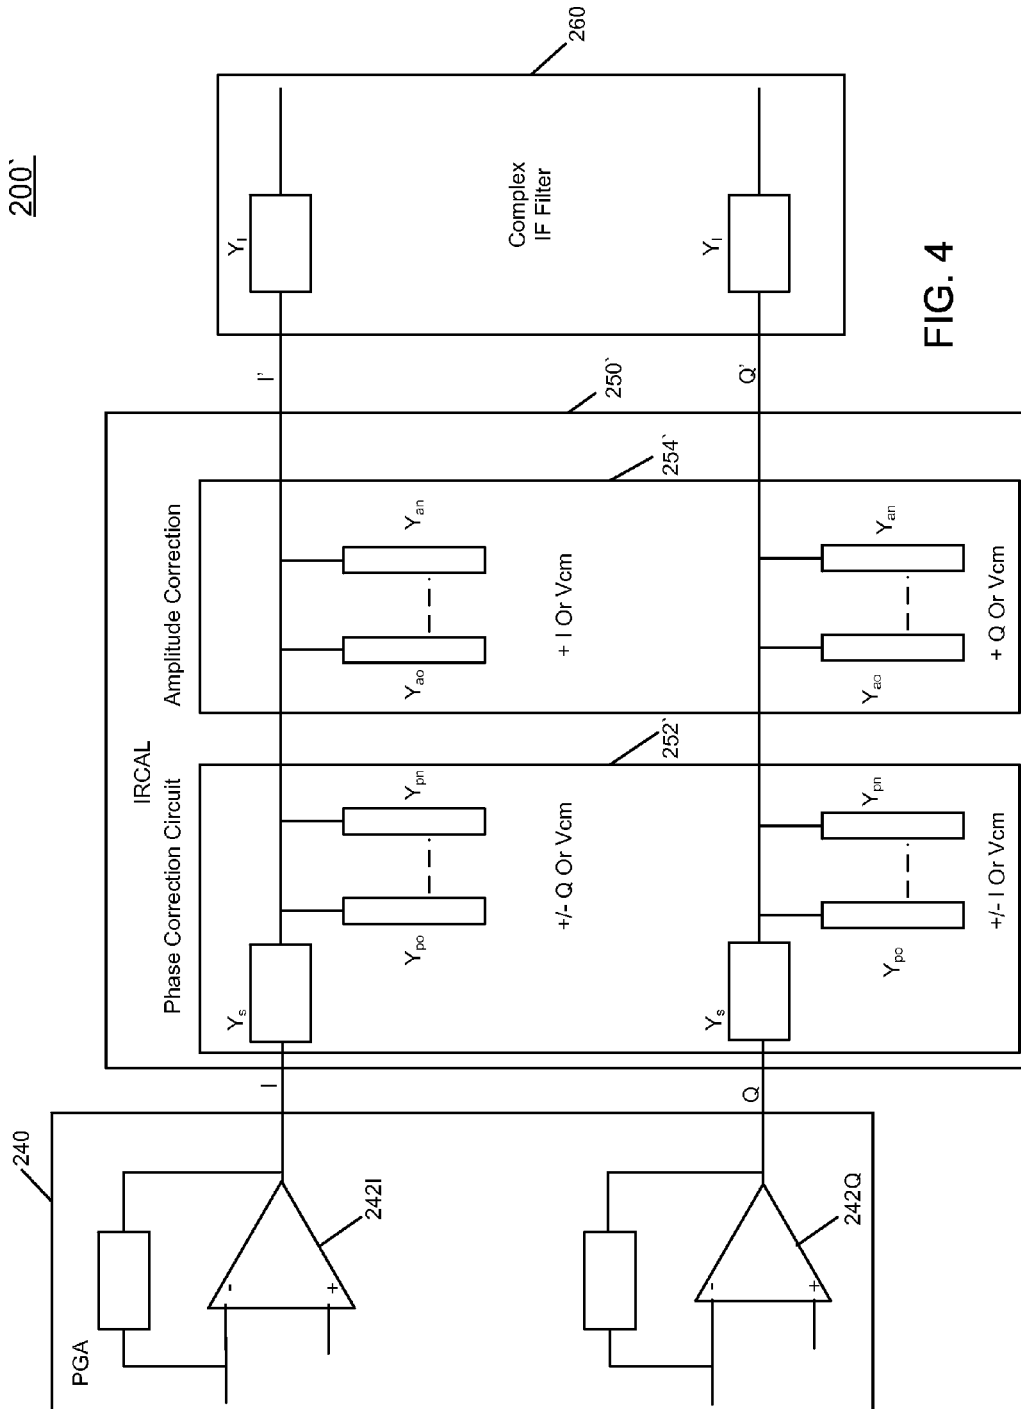 200`
PGA
240
-
+
242I
-
+
242Q
I
Q
IRCAL
250`
Phase Correction Circuit
252`
Yₛ
Yₚₒ
Yₚₙ
+/- Q Or Vcm
Yₛ
Yₚₒ
Yₚₙ
+/- I Or Vcm
Amplitude Correction
254`
Yₐₒ
Yₐₙ
+ I Or Vcm
Yₐₒ
Yₐₙ
+ Q Or Vcm
I'
Q'
260
Y_I
Complex
IF Filter
Y_I
FIG. 4